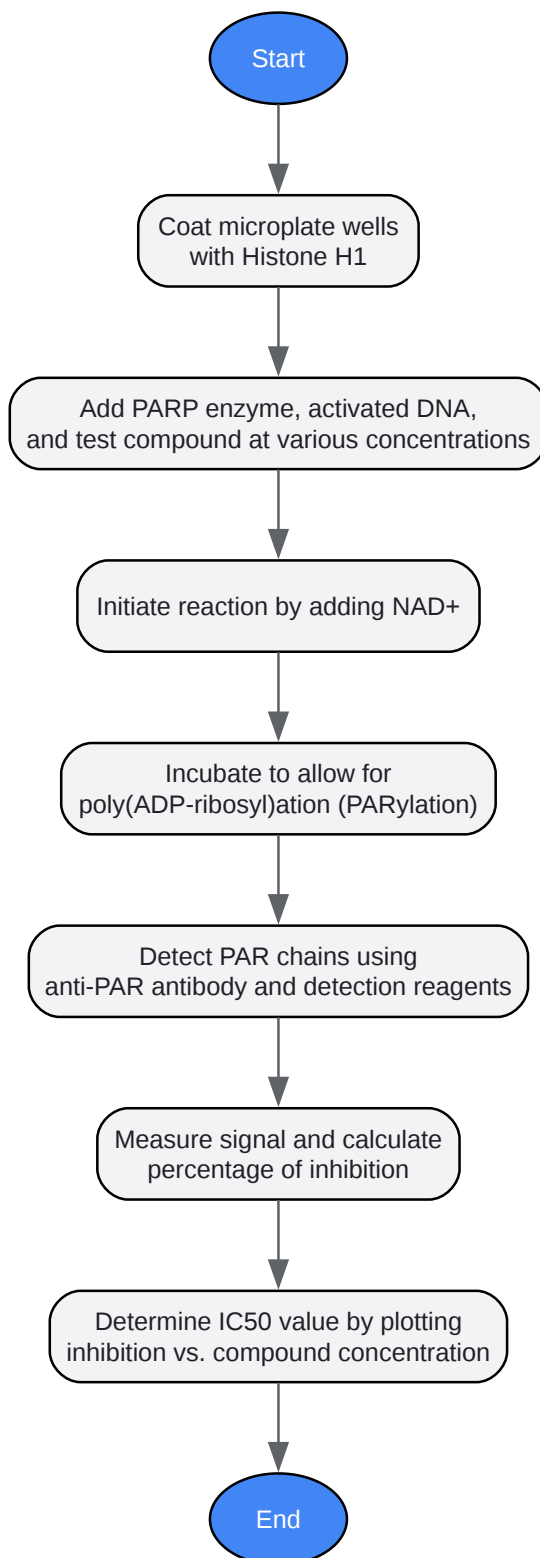 Start
Coat microplate wells
with Histone H1
Add PARP enzyme, activated DNA,
and test compound at various concentrations
Initiate reaction by adding NAD+
Incubate to allow for
poly(ADP-ribosyl)ation (PARylation)
Detect PAR chains using
anti-PAR antibody and detection reagents
Measure signal and calculate
percentage of inhibition
Determine IC50 value by plotting
inhibition vs. compound concentration
End